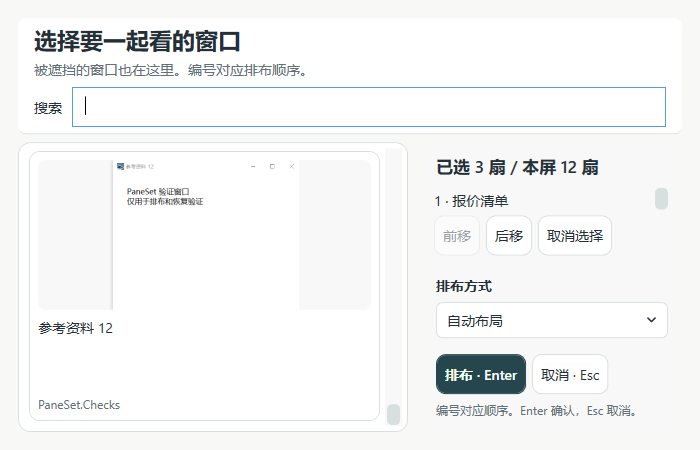 选择要一起看的窗口
被遮挡的窗口也在这里。编号对应排布顺序。
搜索
参考资料 12
PaneSet 验证窗口
仅用于排布和恢复验证
参考资料 12
PaneSet.Checks
已选 3 扇 / 本屏 12 扇
1 · 报价清单
前移 后移 取消选择
排布方式
自动布局
排布 · Enter 取消 · Esc
编号对应顺序。Enter 确认，Esc 取消。